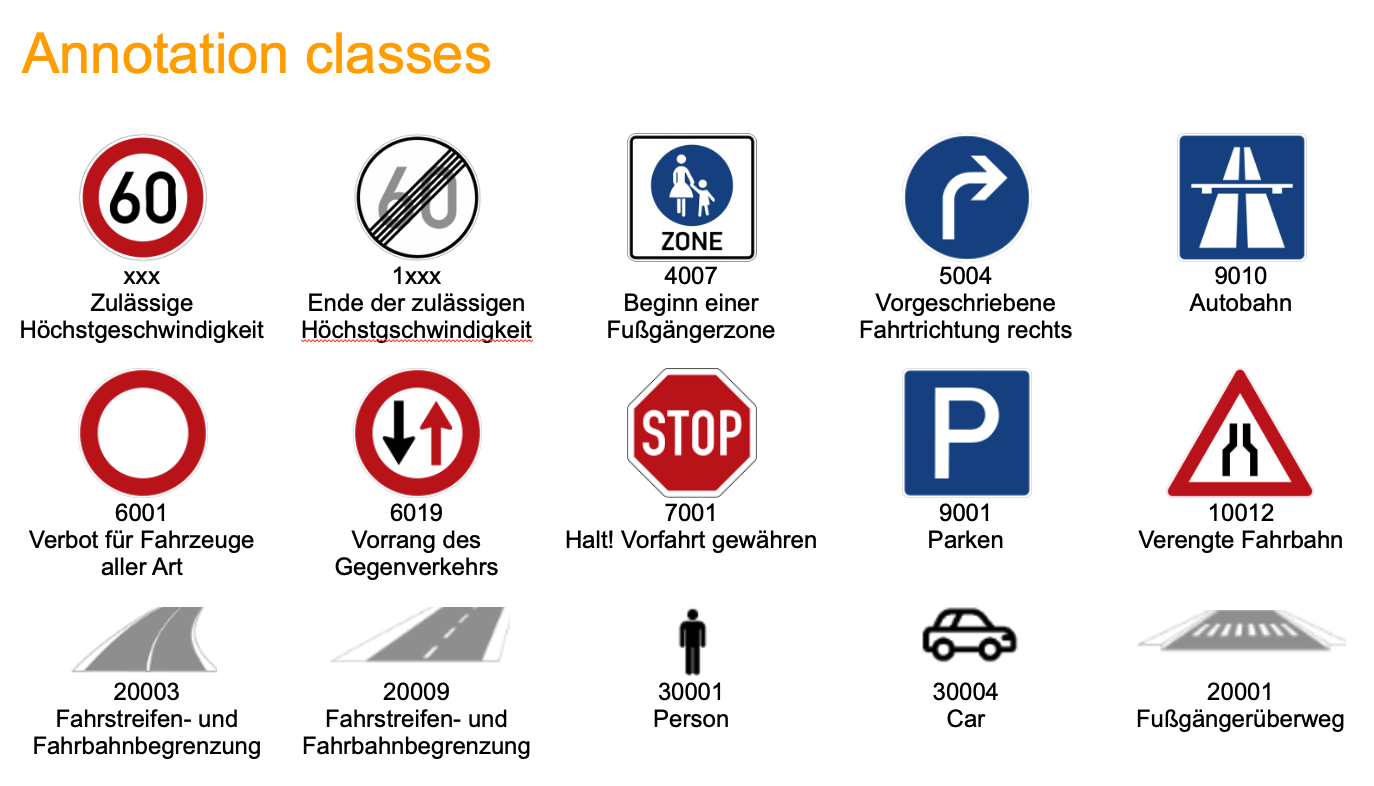 Annotation classes
60
60
ZONE
xxx
Zulässige
Höchstgeschwindigkeit
1xxx
Ende der zulässigen
Höchstgschwindigkeit
4007
Beginn einer
Fußgängerzone
5004
Vorgeschriebene
Fahrtrichtung rechts
9010
Autobahn
STOP
P
6001
Verbot für Fahrzeuge
aller Art
6019
Vorrang des
Gegenverkehrs
7001
Halt! Vorfahrt gewähren
9001
Parken
10012
Verengte Fahrbahn
20003
Fahrstreifen- und
Fahrbahnbegrenzung
20009
Fahrstreifen- und
Fahrbahnbegrenzung
30001
Person
30004
Car
20001
Fußgängerüberweg